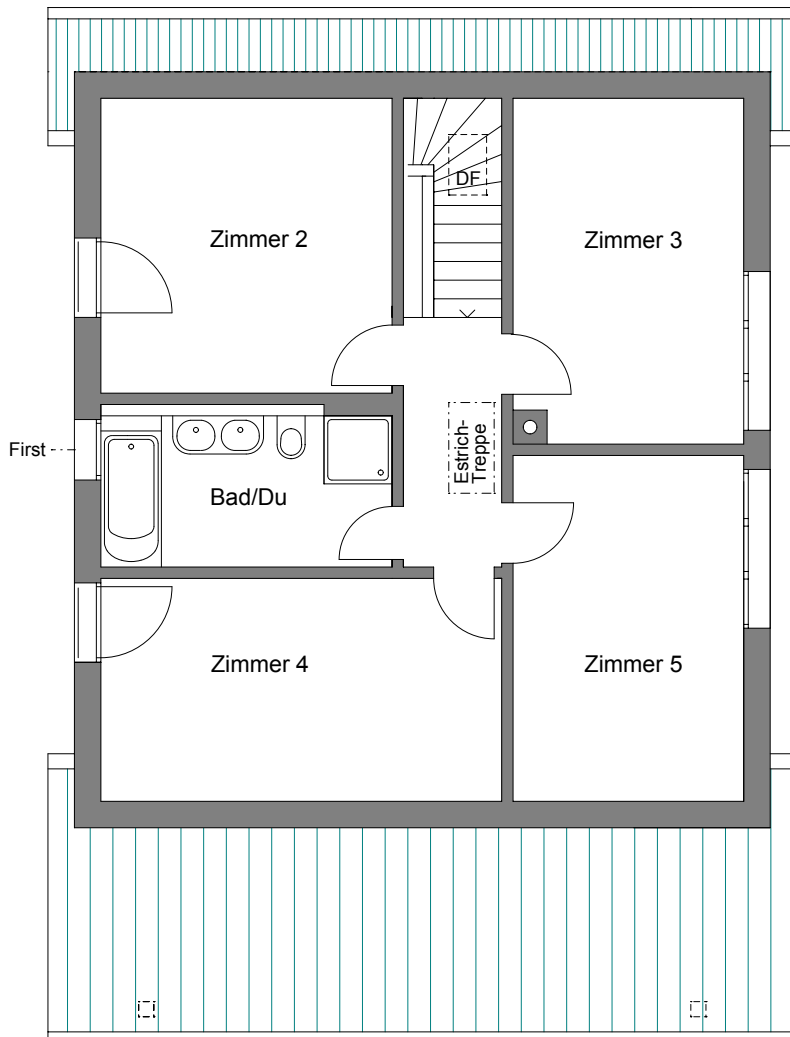 DF
Zimmer 2
Zimmer 3
Estrich-
Treppe
First
Bad/Du
Zimmer 4
Zimmer 5